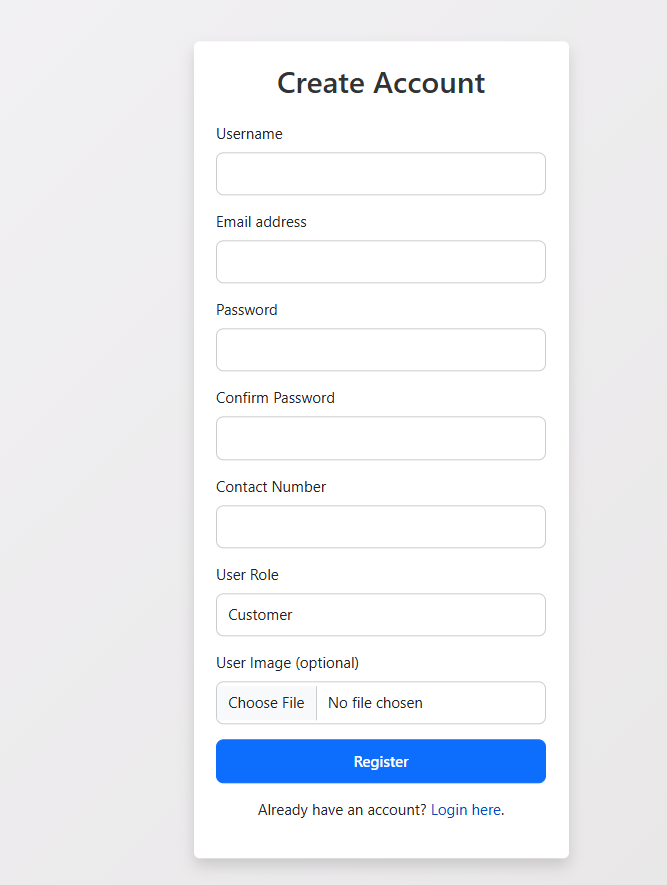 Create Account
Username
Email address
Password
Confirm Password
Contact Number
User Role
Customer
User Image (optional)
Choose File No file chosen
Register
Already have an account? Login here.